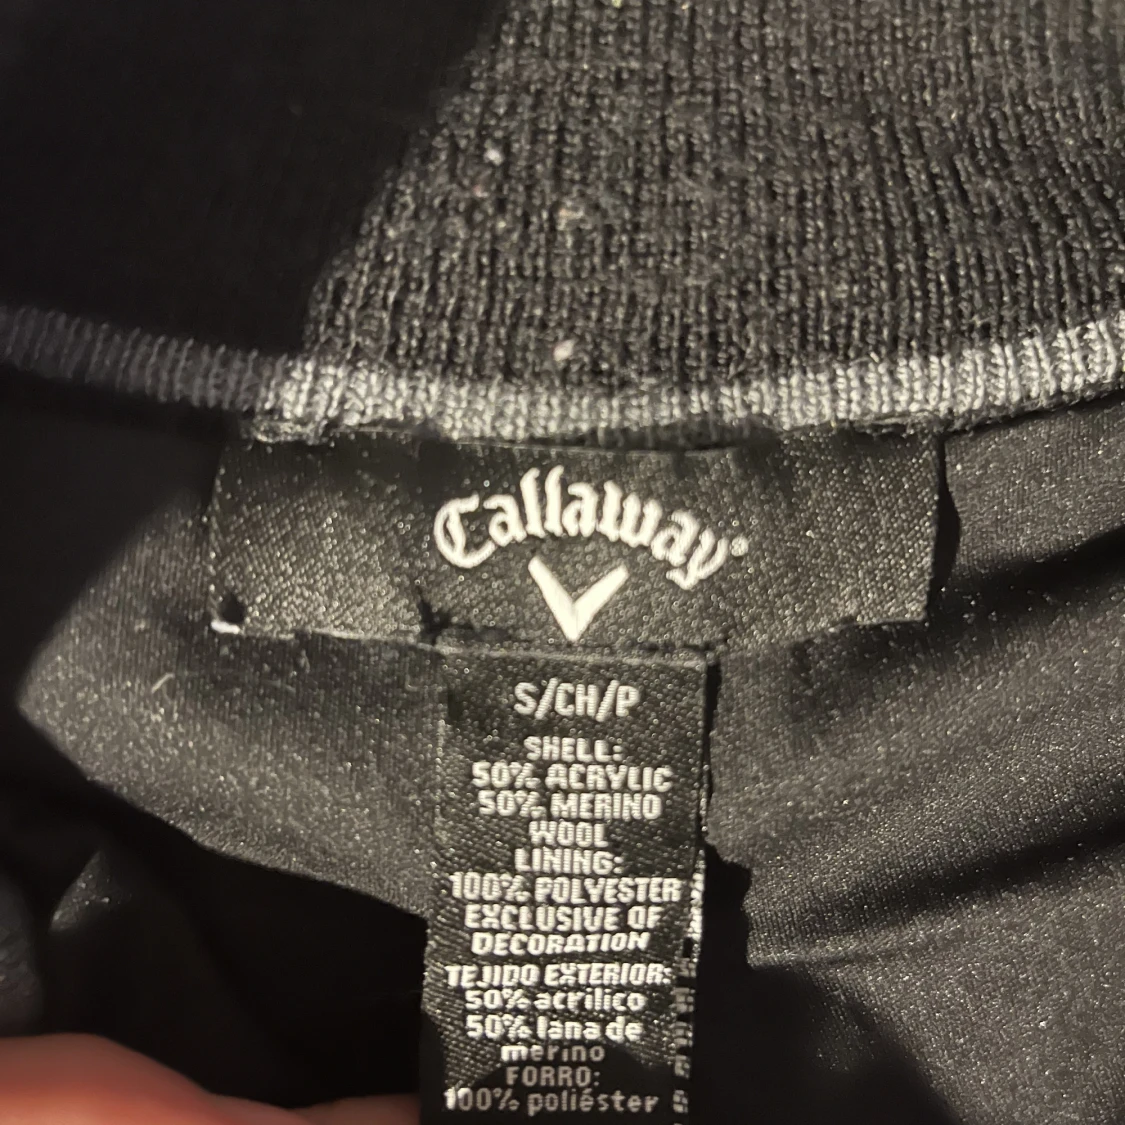 Callaway®
S/CH/P
SHELL:
50% ACRYLIC
50% MERINO
WOOL
LINING:
100% POLYESTER
EXCLUSIVE OF
DECORATION
TEJIDO EXTERIOR:
50% acrilico
50% lana de
merino
FORRO:
100% poliéster